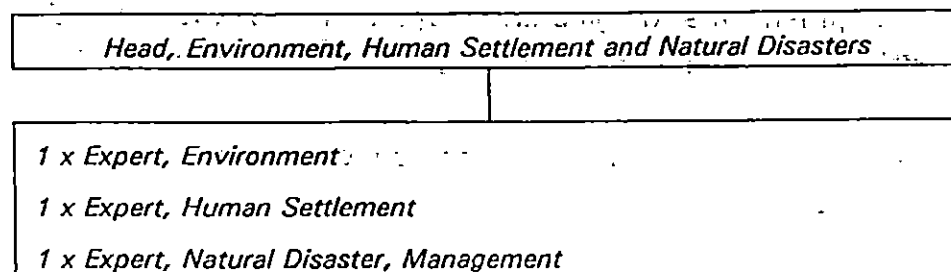 Head, Environment, Human Settlement and Natural Disasters
1 x Expert, Environment
1 x Expert, Human Settlement
1 x Expert, Natural Disaster, Management